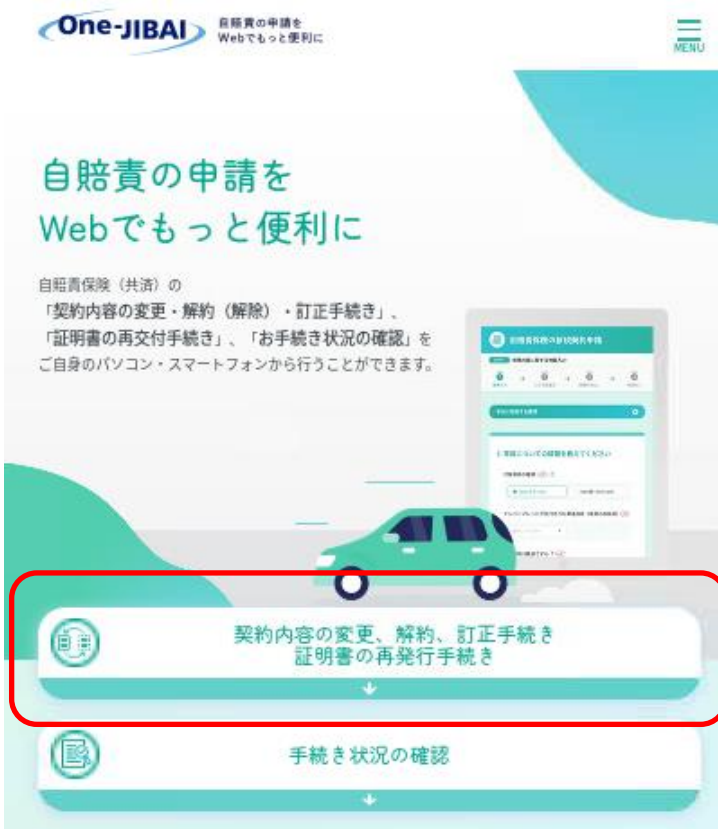 One-JIBAI
自賠責の申請を
Webでもっと便利に
MENU
自賠責の申請を
Webでもっと便利に
自賠責保険（共済）の
「契約内容の変更・解約（解除）・訂正手続き」、
「証明書の再交付手続き」、「お手続き状況の確認」を
ご自身のパソコン・スマートフォンから行うことができます。
契約内容の変更、解約、訂正手続き
証明書の再発行手続き
手続き状況の確認